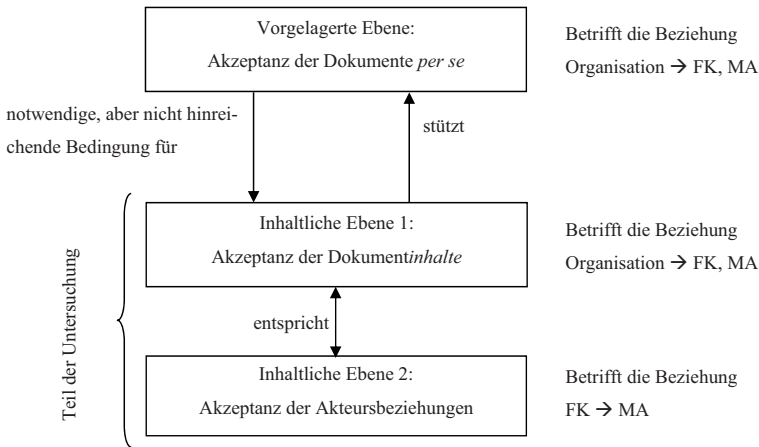 Vorgelagerte Ebene:
Akzeptanz der Dokumente per se
Betrifft die Beziehung
Organisation → FK, MA
notwendige, aber nicht hinrei-
chende Bedingung für
stützt
Teil der Untersuchung
Inhaltliche Ebene 1:
Akzeptanz der Dokumentinhalte
Betrifft die Beziehung
Organisation → FK, MA
entspricht
Inhaltliche Ebene 2:
Akzeptanz der Akteursbeziehungen
Betrifft die Beziehung
FK → MA